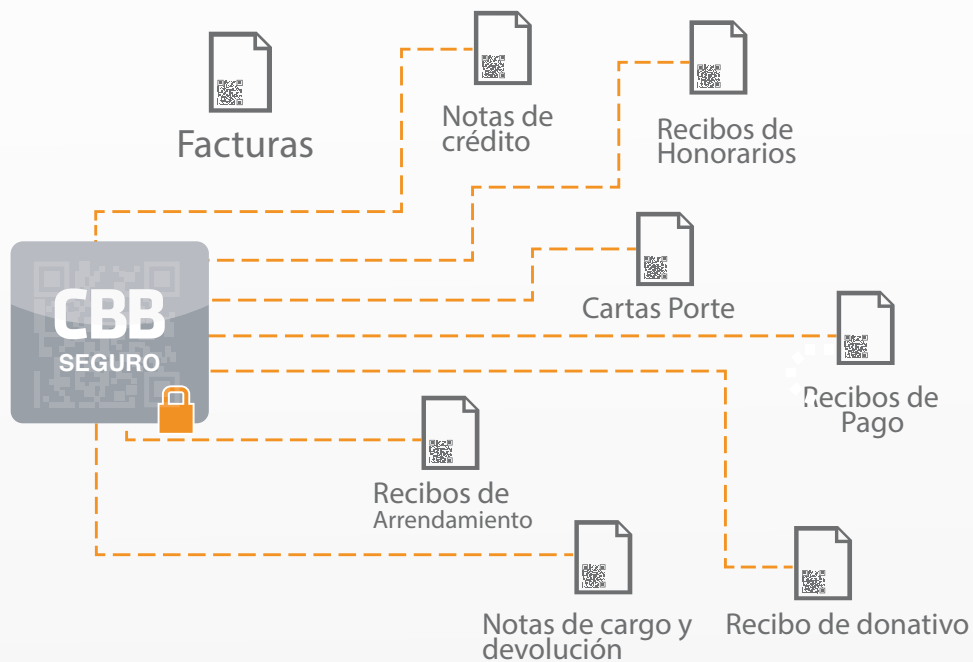 Facturas
Notas de
crédito
Recibos de
Honorarios
CBB
SEGURO
Cartas Porte
Recibos de
Pago
Recibos de
Arrendamiento
Notas de cargo y
devolución
Recibo de donativo